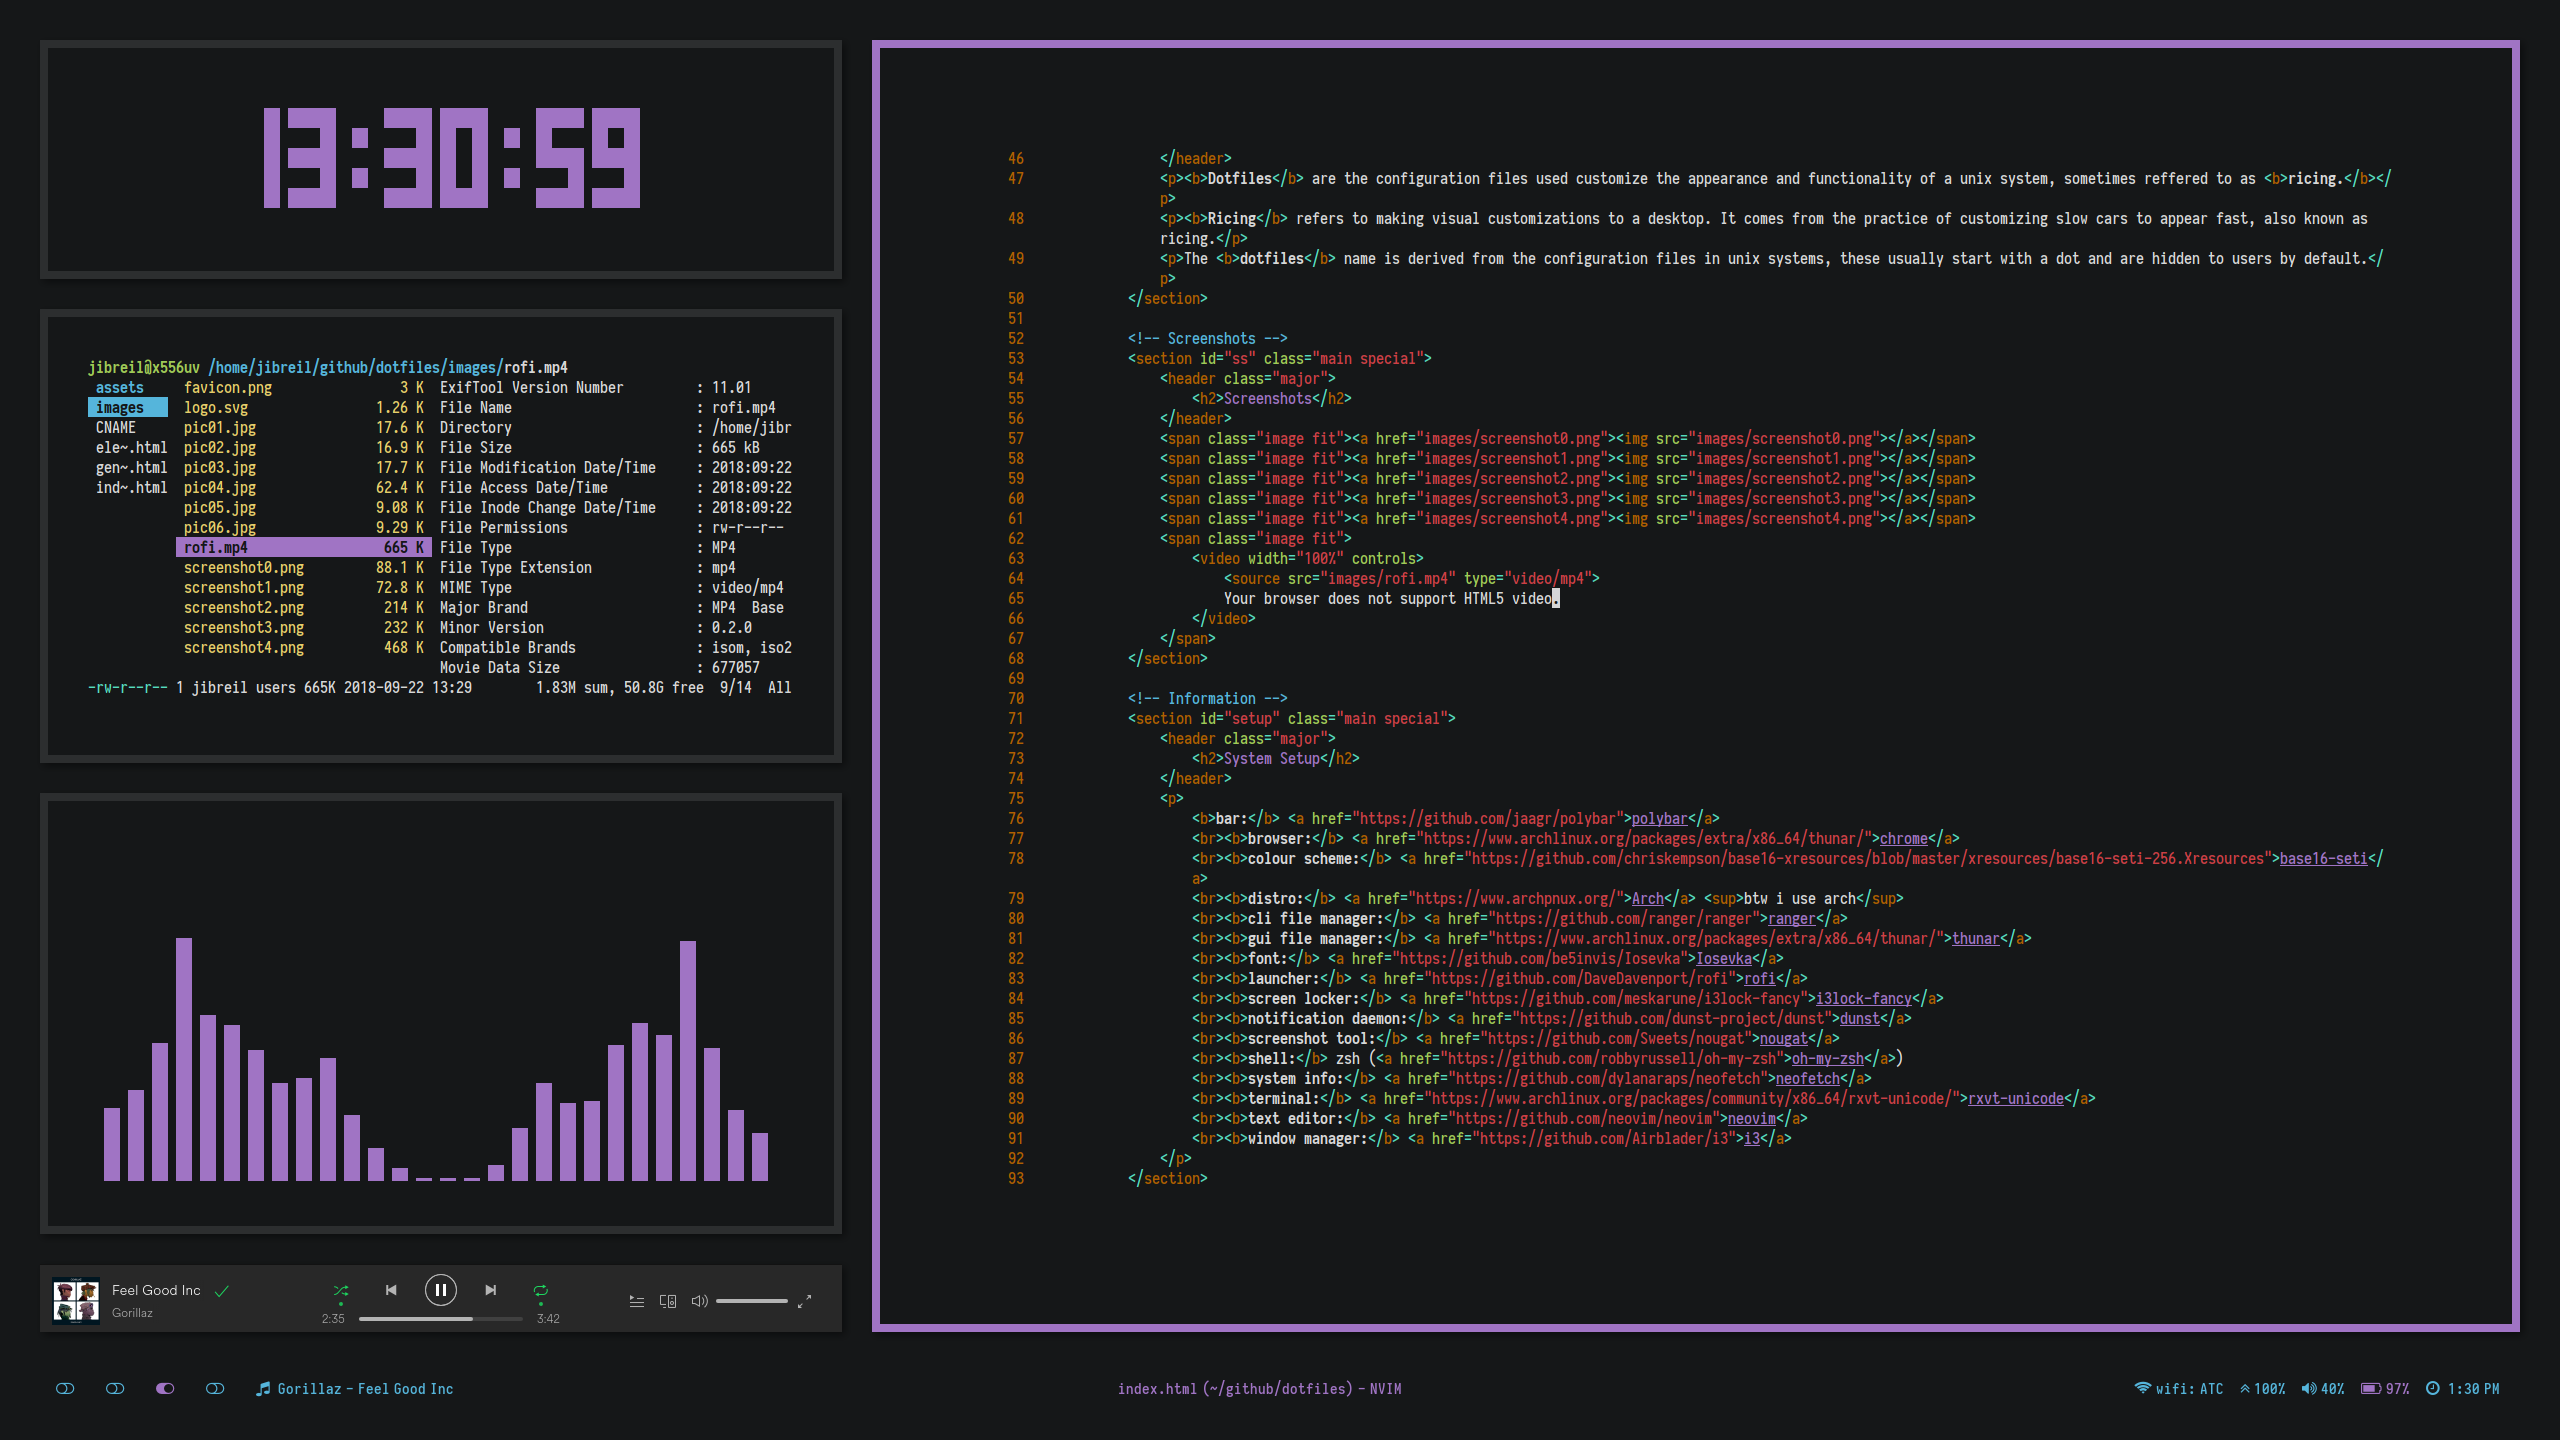 13:30:59
jibreil@x556uv /home/jibreil/github/dotfiles/images/rofi.mp4
assets favicon.png 3 K ExifTool Version Number : 11.01
images logo.svg 1.26 K File Name : rofi.mp4
CNAME pic01.jpg 17.6 K Directory : /home/jibr
ele~.html pic02.jpg 16.9 K File Size : 665 kB
gen~.html pic03.jpg 17.7 K File Modification Date/Time : 2018:09:22
ind~.html pic04.jpg 62.4 K File Access Date/Time : 2018:09:22
pic05.jpg 9.08 K File Inode Change Date/Time : 2018:09:22
pic06.jpg 9.29 K File Permissions : rw-r--r--
rofi.mp4 665 K File Type : MP4
screenshot0.png 88.1 K File Type Extension : mp4
screenshot1.png 72.8 K MIME Type : video/mp4
screenshot2.png 214 K Major Brand : MP4 Base
screenshot3.png 232 K Minor Version : 0.2.0
screenshot4.png 468 K Compatible Brands : isom, iso2
Movie Data Size : 677057
-rw-r--r-- 1 jibreil users 665K 2018-09-22 13:29 1.83M sum, 50.8G free 9/14 All
Feel Good Inc
Gorillaz
2:35
3:42
46 </header>
47 <p><b>Dotfiles</b> are the configuration files used customize the appearance and functionality of a unix system, sometimes reffered to as <b>ricing.</b></
p>
48 <p><b>Ricing</b> refers to making visual customizations to a desktop. It comes from the practice of customizing slow cars to appear fast, also known as
ricing.</p>
49 <p>The <b>dotfiles</b> name is derived from the configuration files in unix systems, these usually start with a dot and are hidden to users by default.</
p>
50 </section>
51
52 <!-- Screenshots -->
53 <section id="ss" class="main special">
54 <header class="major">
55 <h2>Screenshots</h2>
56 </header>
57 <span class="image fit"><a href="images/screenshot0.png"><img src="images/screenshot0.png"></a></span>
58 <span class="image fit"><a href="images/screenshot1.png"><img src="images/screenshot1.png"></a></span>
59 <span class="image fit"><a href="images/screenshot2.png"><img src="images/screenshot2.png"></a></span>
60 <span class="image fit"><a href="images/screenshot3.png"><img src="images/screenshot3.png"></a></span>
61 <span class="image fit"><a href="images/screenshot4.png"><img src="images/screenshot4.png"></a></span>
62 <span class="image fit">
63 <video width="100%" controls>
64 <source src="images/rofi.mp4" type="video/mp4">
65 Your browser does not support HTML5 video.
66 </video>
67 </span>
68 </section>
69
70 <!-- Information -->
71 <section id="setup" class="main special">
72 <header class="major">
73 <h2>System Setup</h2>
74 </header>
75 <p>
76 <b>bar:</b> <a href="https://github.com/jaagr/polybar">polybar</a>
77 <br><b>browser:</b> <a href="https://www.archlinux.org/packages/extra/x86_64/thunar/">chrome</a>
78 <br><b>colour scheme:</b> <a href="https://github.com/chriskempson/base16-xresources/blob/master/xresources/base16-seti-256.Xresources">base16-seti</
a>
79 <br><b>distro:</b> <a href="https://www.archpnux.org/">Arch</a> <sup>btw i use arch</sup>
80 <br><b>cli file manager:</b> <a href="https://github.com/ranger/ranger">ranger</a>
81 <br><b>gui file manager:</b> <a href="https://www.archlinux.org/packages/extra/x86_64/thunar/">thunar</a>
82 <br><b>font:</b> <a href="https://github.com/be5invis/Iosevka">Iosevka</a>
83 <br><b>launcher:</b> <a href="https://github.com/DaveDavenport/rofi">rofi</a>
84 <br><b>screen locker:</b> <a href="https://github.com/meskarune/i3lock-fancy">i3lock-fancy</a>
85 <br><b>notification daemon:</b> <a href="https://github.com/dunst-project/dunst">dunst</a>
86 <br><b>screenshot tool:</b> <a href="https://github.com/Sweets/nougat">nougat</a>
87 <br><b>shell:</b> zsh (<a href="https://github.com/robbyrussell/oh-my-zsh">oh-my-zsh</a>)
88 <br><b>system info:</b> <a href="https://github.com/dylanaraps/neofetch">neofetch</a>
89 <br><b>terminal:</b> <a href="https://www.archlinux.org/packages/community/x86_64/rxvt-unicode/">rxvt-unicode</a>
90 <br><b>text editor:</b> <a href="https://github.com/neovim/neovim">neovim</a>
91 <br><b>window manager:</b> <a href="https://github.com/Airblader/i3">i3</a>
92 </p>
93 </section>
Gorillaz - Feel Good Inc
index.html (~/github/dotfiles) - NVIM
wifi: ATC 100% 40% 97% 1:30 PM